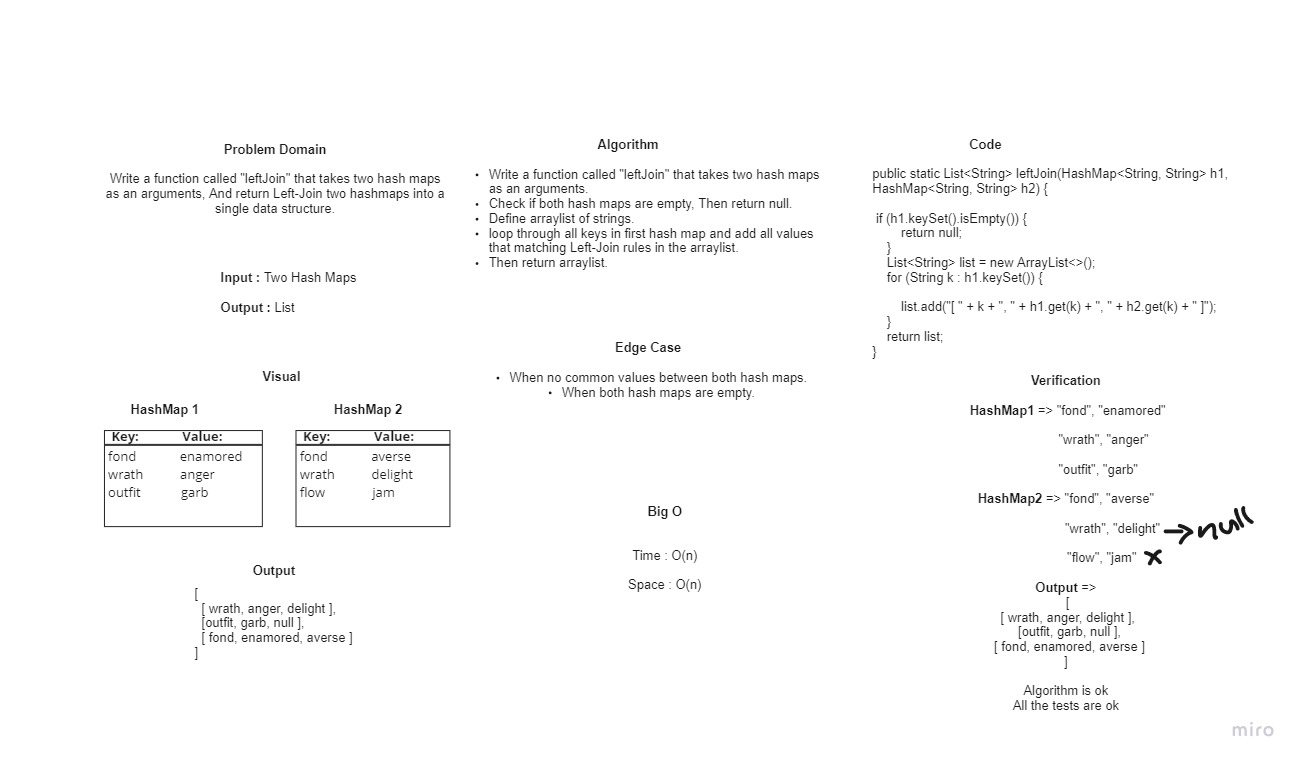 Problem Domain
Write a function called "leftJoin" that takes two hash maps
as an arguments, And return Left-Join two hashmaps into a
single data structure.
Input : Two Hash Maps
Output : List
Visual
HashMap 1
Key: Value:
fond enamored
wrath anger
outfit garb
HashMap 2
Key: Value:
fond averse
wrath delight
flow jam
Output
[
[ wrath, anger, delight ],
[outfit, garb, null ],
[ fond, enamored, averse ]
]
Algorithm
• Write a function called "leftJoin" that takes two hash maps
as an arguments.
• Check if both hash maps are empty, Then return null.
• Define arraylist of strings.
• loop through all keys in first hash map and add all values
that matching Left-Join rules in the arraylist.
• Then return arraylist.
Edge Case
• When no common values between both hash maps.
• When both hash maps are empty.
Big O
Time : O(n)
Space : O(n)
Code
public static List<String> leftJoin(HashMap<String, String> h1,
HashMap<String, String> h2) {
if (h1.keySet().isEmpty()) {
return null;
}
List<String> list = new ArrayList<>();
for (String k : h1.keySet()) {
list.add("[ " + k + ", " + h1.get(k) + ", " + h2.get(k) + " ]");
}
return list;
}
Verification
HashMap1 => "fond", "enamored"
"wrath", "anger"
"outfit", "garb"
HashMap2 => "fond", "averse"
"wrath", "delight" → null
"flow", "jam" x
Output =>
[
[ wrath, anger, delight ],
[outfit, garb, null ],
[ fond, enamored, averse ]
]
Algorithm is ok
All the tests are ok
miro